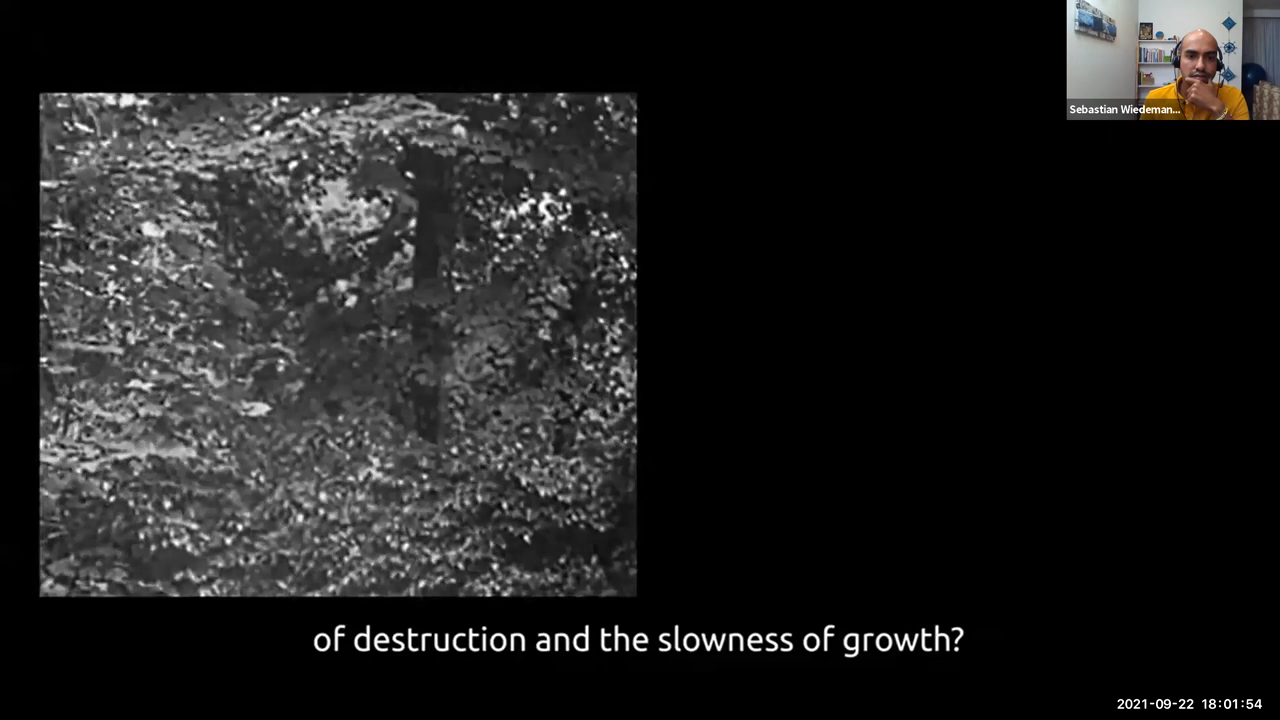 Sebastian Wiedeman...
of destruction and the slowness of growth?
2021-09-22 18:01:54